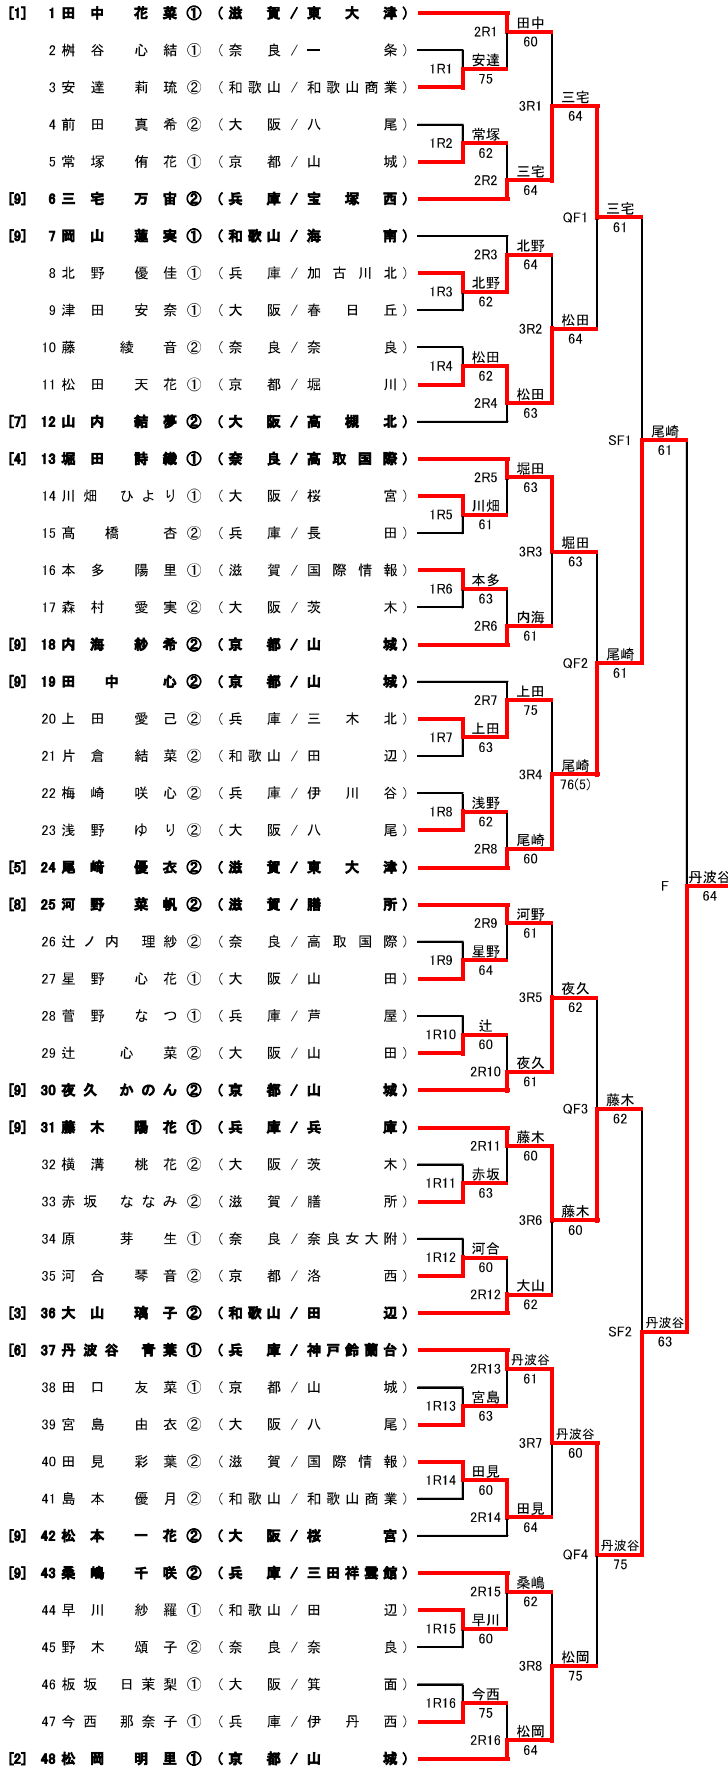 [1] 1 田中 花菜 ① (滋賀/東大津)
2R1 田中 60
2 桝谷 心結 ① (奈良/一条)
1R1 安達 75
3 安達 莉琉 ② (和歌山/和歌山商業)
3R1 三宅 64
4 前田 真希 ② (大阪/八尾)
1R2 常塚 62
5 常塚 侑花 ① (京都/山城)
2R2 三宅 64
[9] 6 三宅 万宙 ② (兵庫/宝塚西)
QF1 三宅 61
[9] 7 岡山 蓮実 ① (和歌山/海南)
2R3 北野 64
8 北野 優佳 ① (兵庫/加古川北)
1R3 北野 62
9 津田 安奈 ① (大阪/春日丘)
3R2 松田 64
10 藤 綾音 ② (奈良/奈良)
1R4 松田 62
11 松田 天花 ① (京都/堀川)
2R4 松田 63
[7] 12 山内 結夢 ② (大阪/高槻北)
SF1 尾崎 61
[4] 13 堀田 詩織 ① (奈良/高取国際)
2R5 堀田 63
14 川畑 ひより ① (大阪/桜宮)
1R5 川畑 61
15 髙橋 杏 ② (兵庫/長田)
3R3 堀田 63
16 本多 陽里 ① (滋賀/国際情報)
1R6 本多 63
17 森村 愛実 ② (大阪/茨木)
2R6 内海 61
[9] 18 内海 紗希 ② (京都/山城)
QF2 尾崎 61
[9] 19 田中 心 ② (京都/山城)
2R7 上田 75
20 上田 愛己 ② (兵庫/三木北)
1R7 上田 63
21 片倉 結菜 ② (和歌山/田辺)
3R4 尾崎 76(5)
22 梅崎 咲心 ② (兵庫/伊川谷)
1R8 浅野 62
23 浅野 ゆり ② (大阪/八尾)
2R8 尾崎 60
[5] 24 尾﨑 優衣 ② (滋賀/東大津)
F 丹波谷 64
[8] 25 河野 菜帆 ② (滋賀/膳所)
2R9 河野 61
26 辻ノ内 理紗 ② (奈良/高取国際)
1R9 星野 64
27 星野 心花 ① (大阪/山田)
3R5 夜久 62
28 菅野 なつ ① (兵庫/芦屋)
1R10 辻 60
29 辻 心菜 ② (大阪/山田)
2R10 夜久 61
[9] 30 夜久 かのん ② (京都/山城)
QF3 藤木 62
[9] 31 藤木 陽花 ① (兵庫/兵庫)
2R11 藤木 60
32 横溝 桃花 ② (大阪/茨木)
1R11 赤坂 63
33 赤坂 ななみ ② (滋賀/膳所)
3R6 藤木 60
34 原 芽生 ① (奈良/奈良女大附)
1R12 河合 60
35 河合 琴音 ② (京都/洛西)
2R12 大山 62
[3] 36 大山 璃子 ② (和歌山/田辺)
SF2 丹波谷 63
[6] 37 丹波谷 青葉 ① (兵庫/神戸鈴蘭台)
2R13 丹波谷 61
38 田口 友菜 ① (京都/山城)
1R13 宮島 63
39 宮島 由衣 ② (大阪/八尾)
3R7 丹波谷 60
40 田見 彩葉 ② (滋賀/国際情報)
1R14 田見 60
41 島本 優月 ② (和歌山/和歌山商業)
2R14 田見 64
[9] 42 松本 一花 ② (大阪/桜宮)
QF4 丹波谷 75
[9] 43 桑嶋 千咲 ② (兵庫/三田祥雲館)
2R15 桑嶋 62
44 早川 紗羅 ① (和歌山/田辺)
1R15 早川 60
45 野木 頌子 ② (奈良/奈良)
3R8 松岡 75
46 板坂 日茉梨 ① (大阪/箕面)
1R16 今西 75
47 今西 那奈子 ① (兵庫/伊丹西)
2R16 松岡 64
[2] 48 松岡 明里 ① (京都/山城)